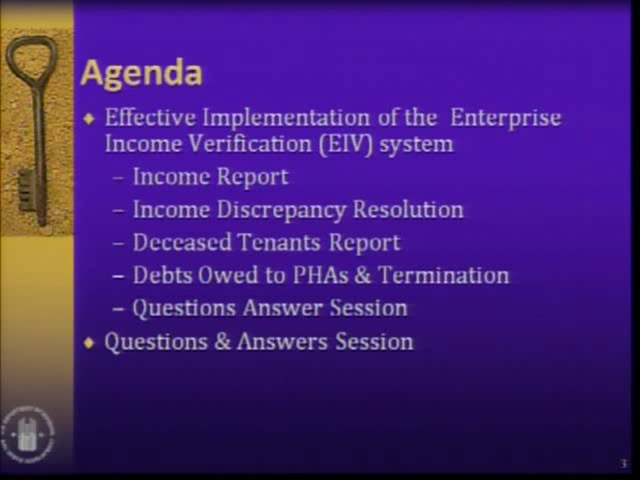 Agenda
Effective Implementation of the Enterprise
Income Verification (EIV) system
– Income Report
– Income Discrepancy Resolution
– Deceased Tenants Report
– Debts Owed to PHAs & Termination
– Questions Answer Session
Questions & Answers Session
3